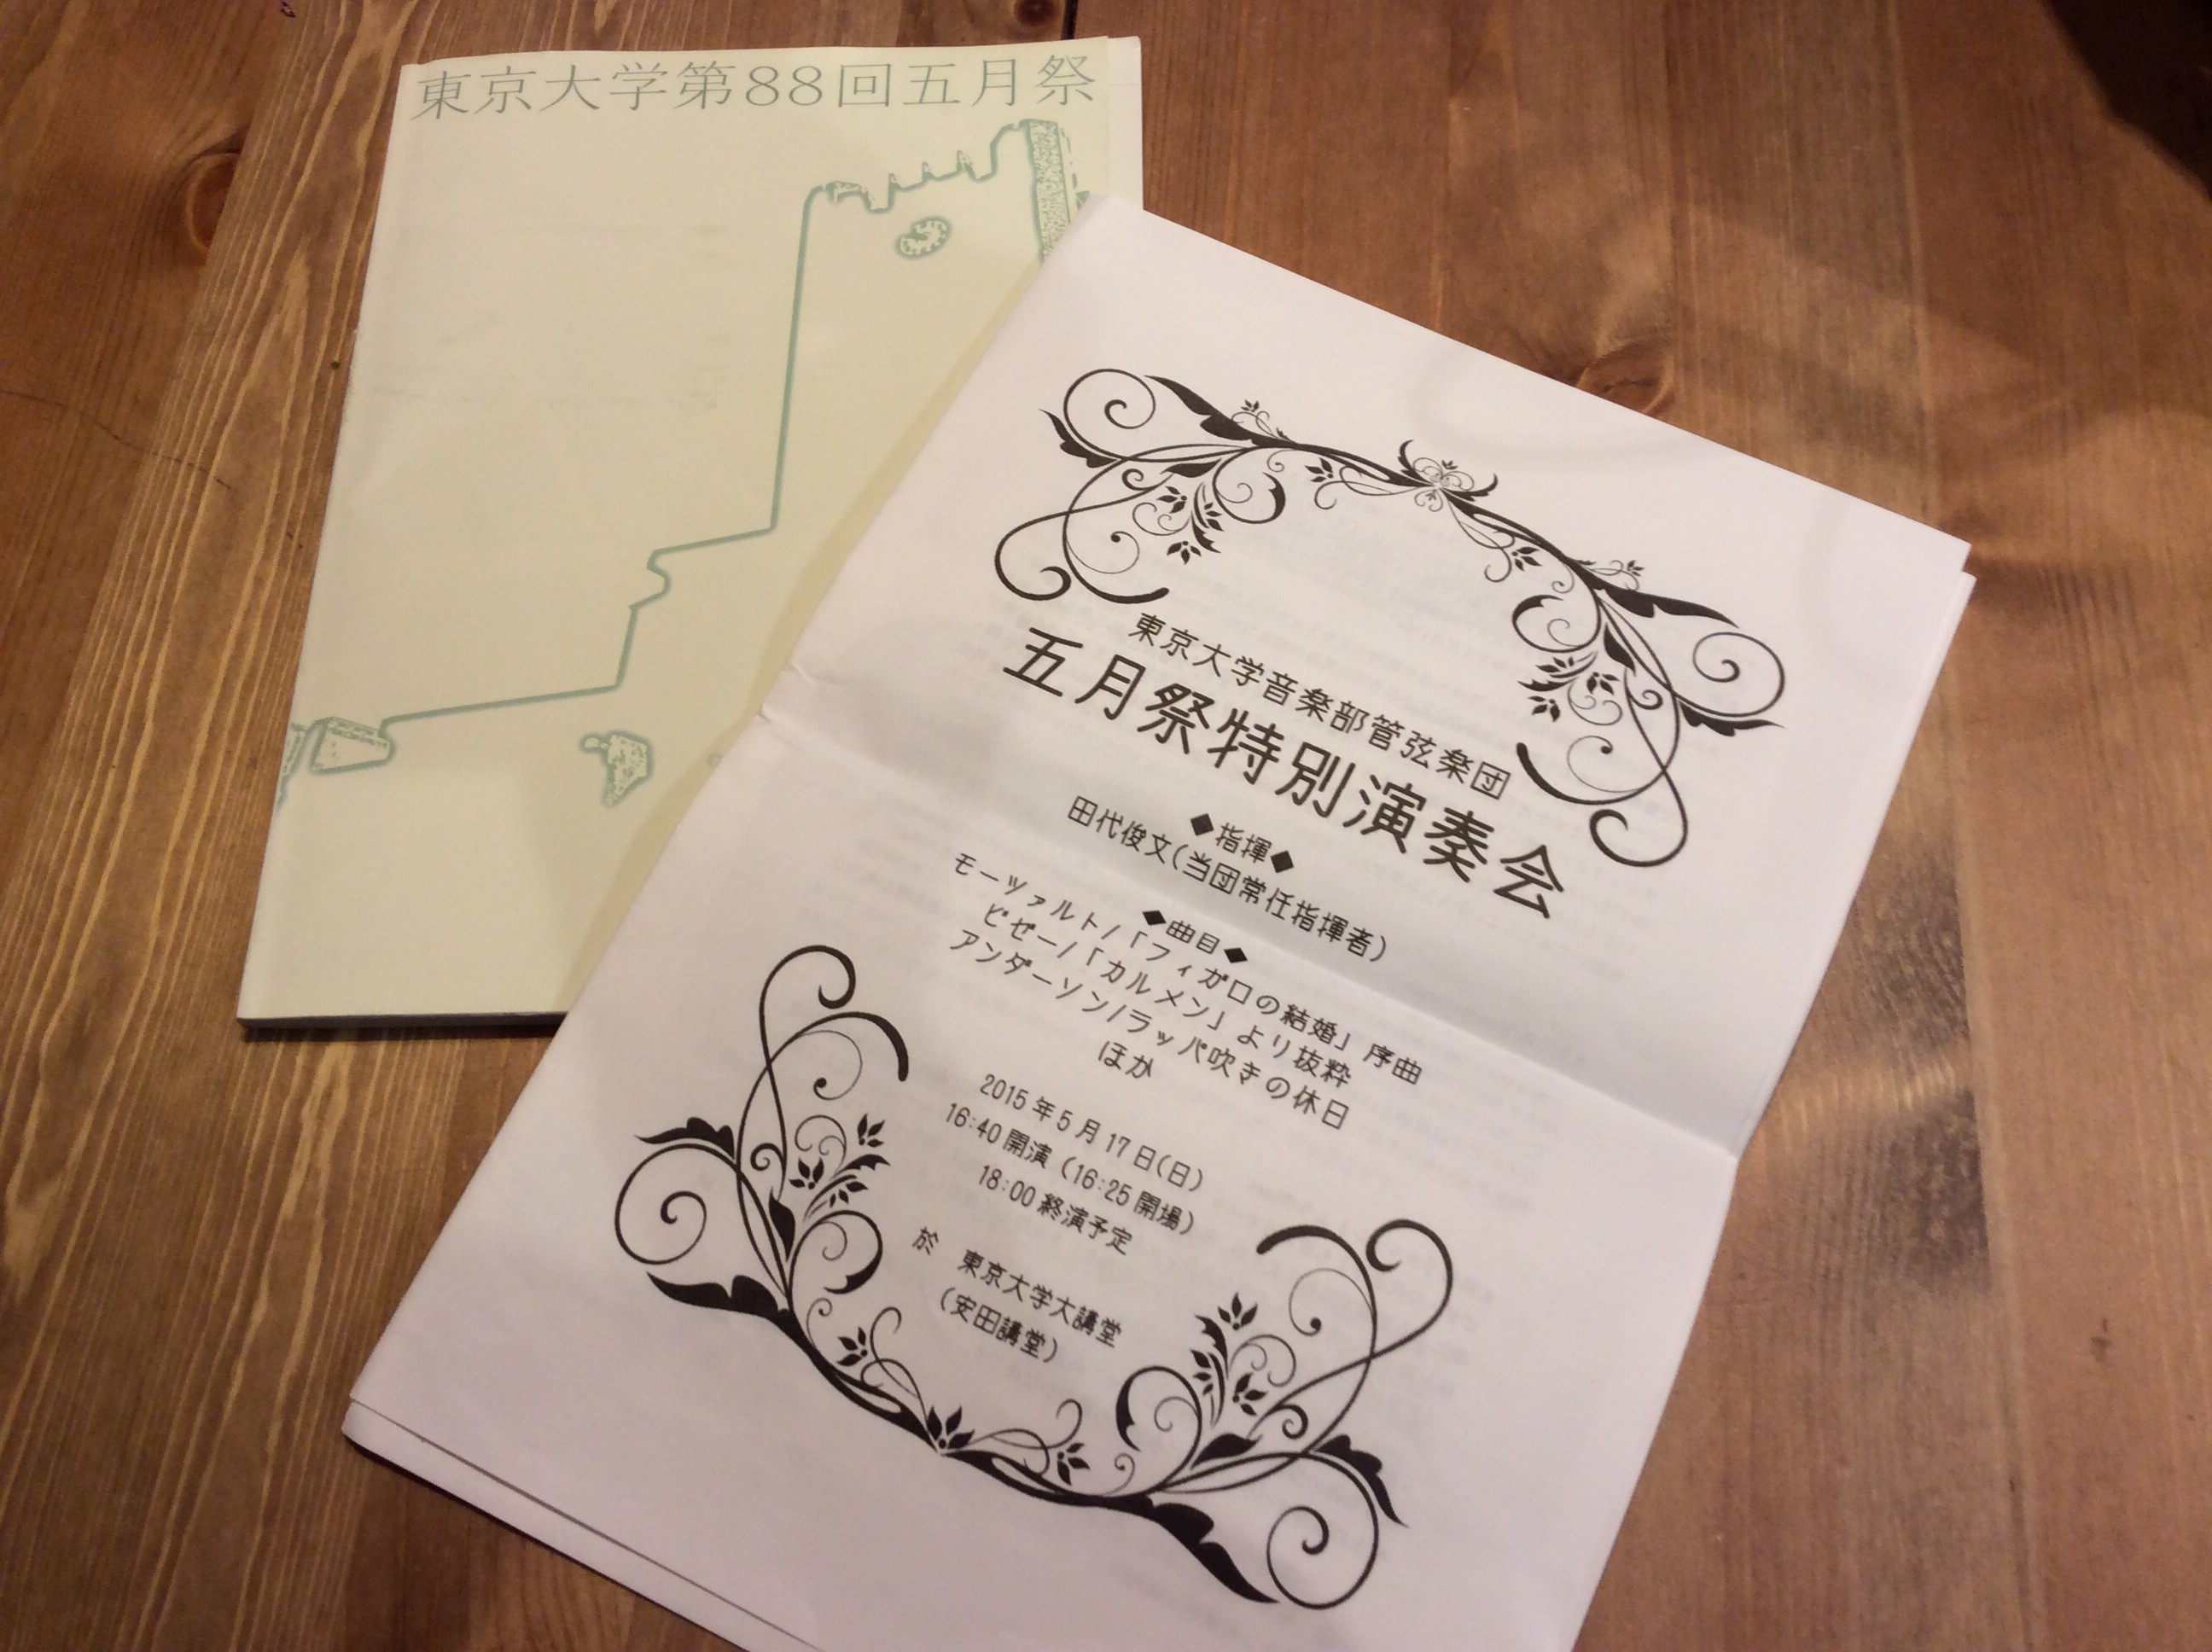 東京大学第88回五月祭
東京大学音楽部管弦楽団
五月祭特別演奏会
◆指揮◆
田代俊文(当団常任指揮者)
◆曲目◆
モーツァルト/「フィガロの結婚」序曲
ビゼー/「カルメン」より抜粋
アンダーソン/ラッパ吹きの休日
ほか
2015年5月17日(日)
16:40開演(16:25開場)
18:00終演予定
於 東京大学大講堂
(安田講堂)